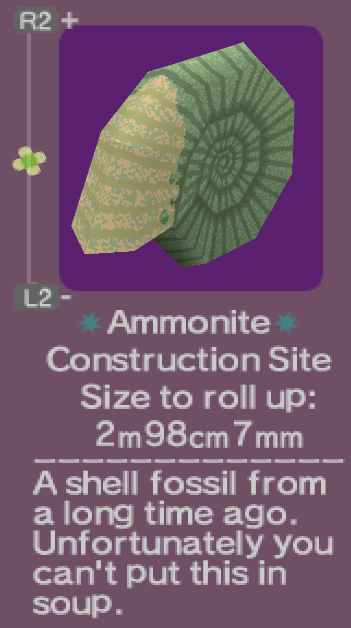 R2 +
L2 -
Ammonite
Construction Site
Size to roll up:
2m98cm7mm
A shell fossil from
a long time ago.
Unfortunately you
can't put this in
soup.